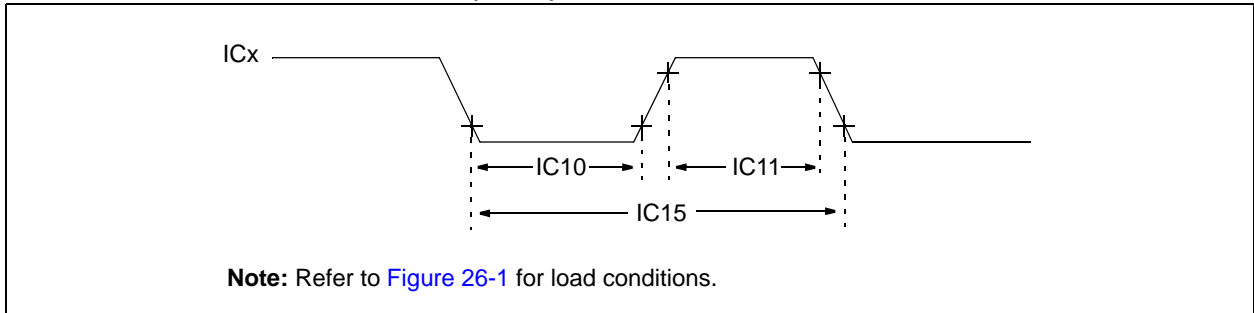 ICx
IC10
IC11
IC15
Note: Refer to Figure 26-1 for load conditions.